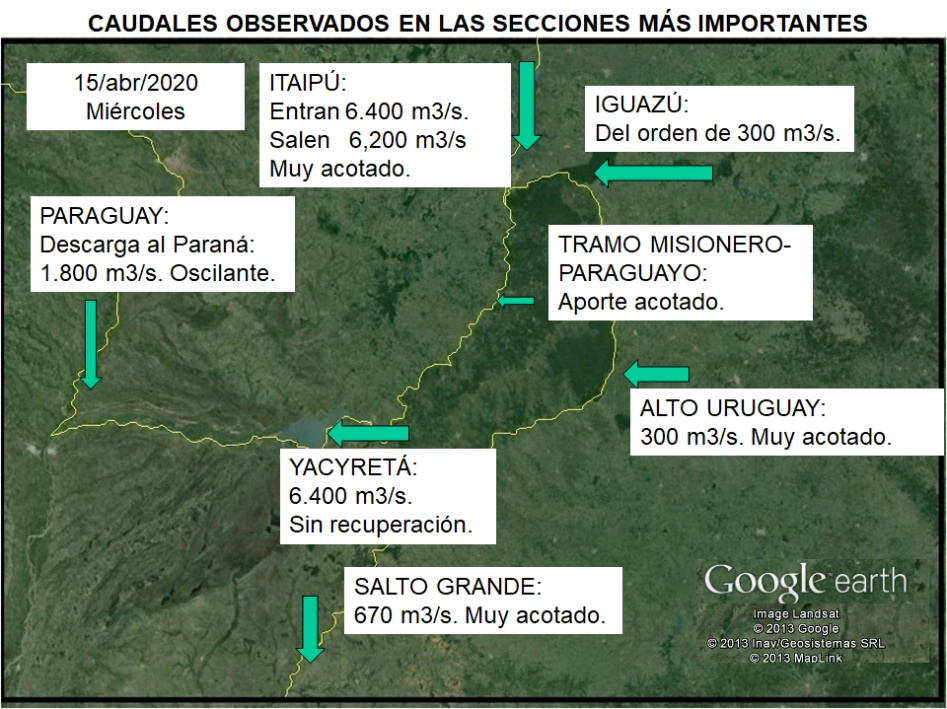 CAUDALES OBSERVADOS EN LAS SECCIONES MÁS IMPORTANTES
15/abr/2020
Miércoles
ITAIPÚ:
Entran 6.400 m3/s.
Salen 6,200 m3/s
Muy acotado.
IGUAZÚ:
Del orden de 300 m3/s.
PARAGUAY:
Descarga al Paraná:
1.800 m3/s. Oscilante.
TRAMO MISIONERO-
PARAGUAYO:
Aporte acotado.
ALTO URUGUAY:
300 m3/s. Muy acotado.
YACYRETÁ:
6.400 m3/s.
Sin recuperación.
SALTO GRANDE:
670 m3/s. Muy acotado.
Google earth
Image Landsat
© 2013 Google
© 2013 Inav/Geosistemas SRL
© 2013 MapLink